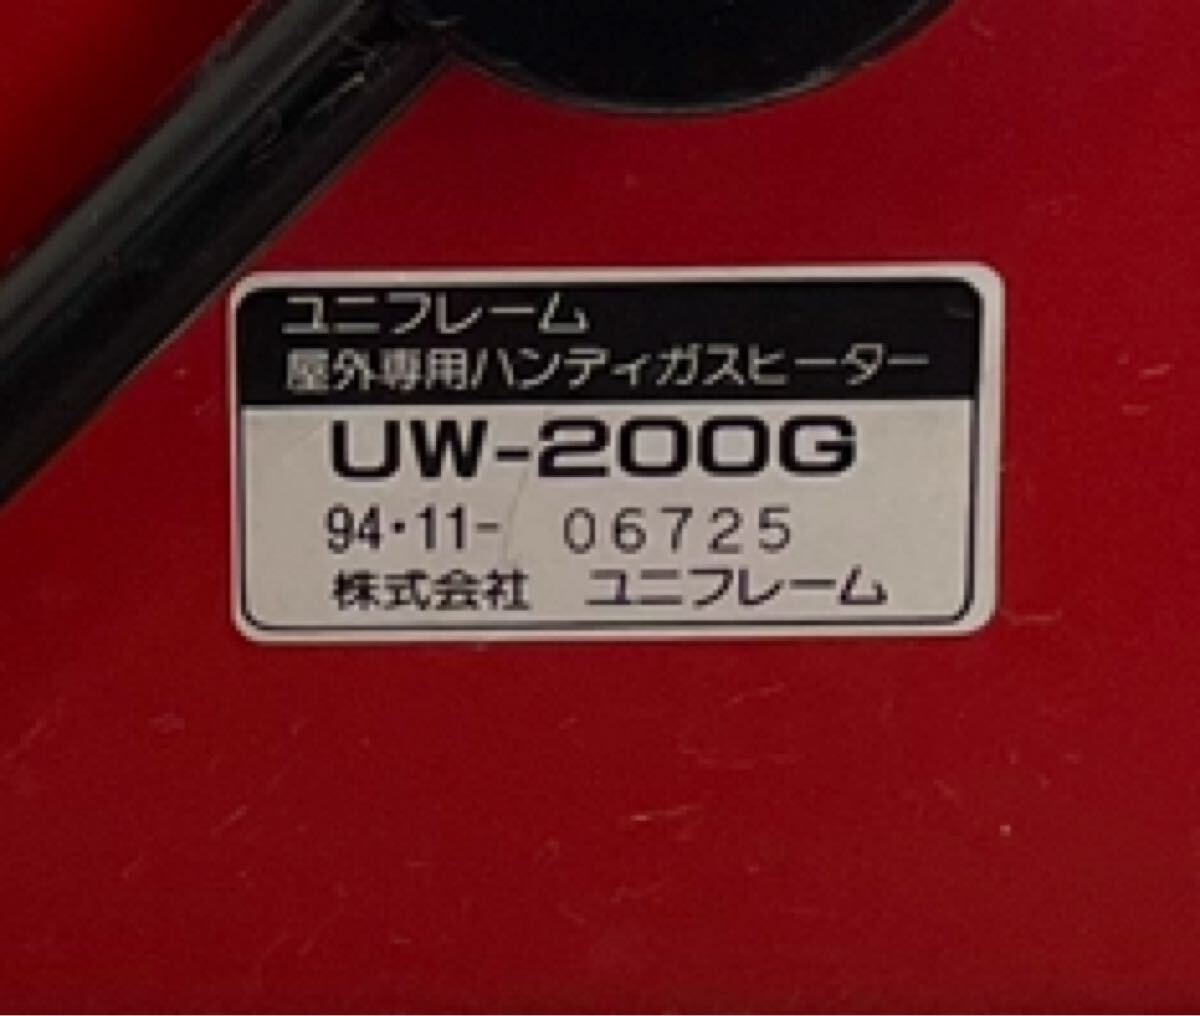 ユニフレーム
屋外専用ハンディガスヒーター
UW-200G
94・11- 06725
株式会社 ユニフレーム